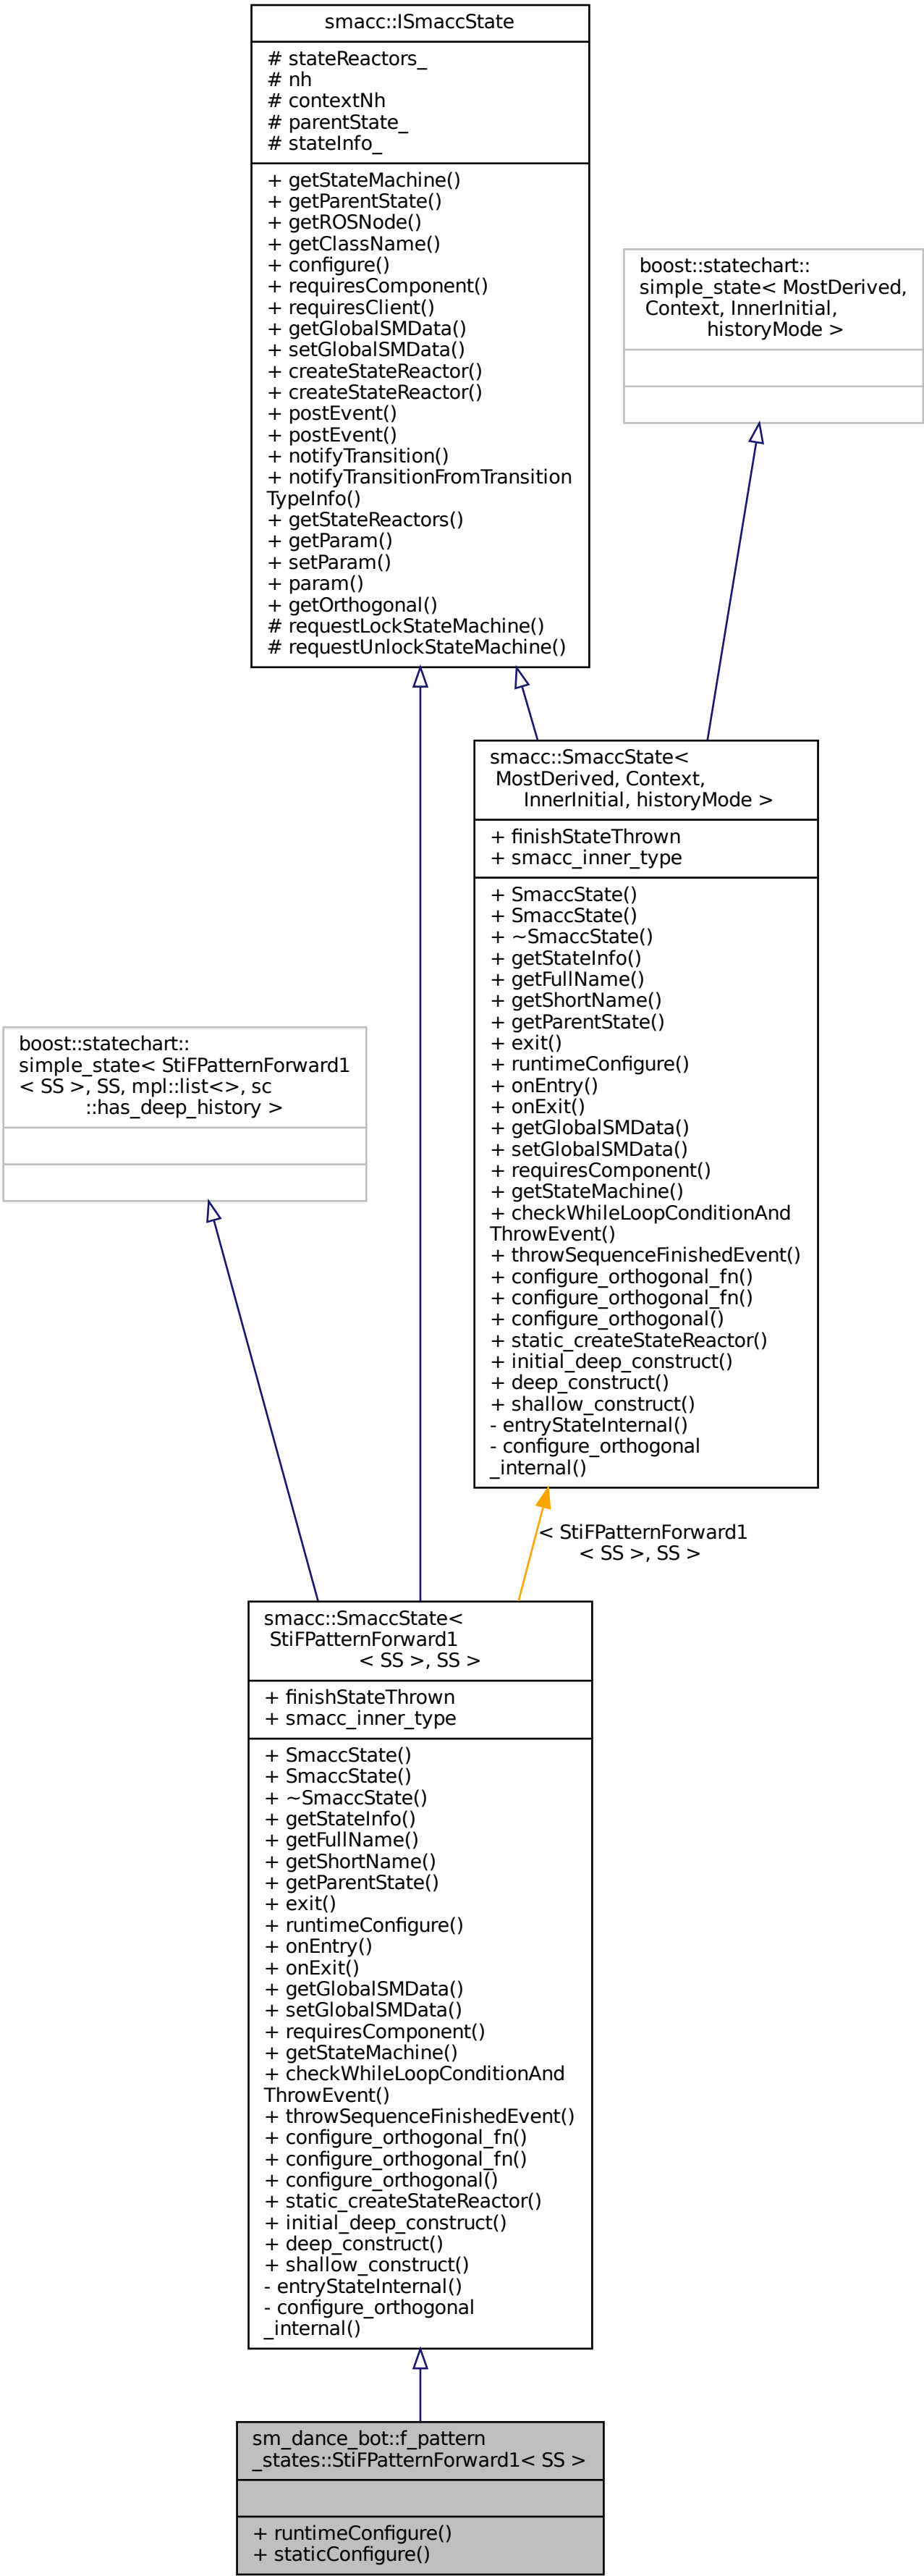 smacc::ISmaccState
# stateReactors_
# nh
# contextNh
# parentState_
# stateInfo_
+ getStateMachine()
+ getParentState()
+ getROSNode()
+ getClassName()
+ configure()
+ requiresComponent()
+ requiresClient()
+ getGlobalSMData()
+ setGlobalSMData()
+ createStateReactor()
+ createStateReactor()
+ postEvent()
+ postEvent()
+ notifyTransition()
+ notifyTransitionFromTransition
TypeInfo()
+ getStateReactors()
+ getParam()
+ setParam()
+ param()
+ getOrthogonal()
# requestLockStateMachine()
# requestUnlockStateMachine()
boost::statechart::
simple_state< MostDerived,
Context, InnerInitial,
historyMode >
smacc::SmaccState<
MostDerived, Context,
InnerInitial, historyMode >
+ finishStateThrown
+ smacc_inner_type
+ SmaccState()
+ SmaccState()
+ ~SmaccState()
+ getStateInfo()
+ getFullName()
+ getShortName()
+ getParentState()
+ exit()
+ runtimeConfigure()
+ onEntry()
+ onExit()
+ getGlobalSMData()
+ setGlobalSMData()
+ requiresComponent()
+ getStateMachine()
+ checkWhileLoopConditionAnd
ThrowEvent()
+ throwSequenceFinishedEvent()
+ configure_orthogonal_fn()
+ configure_orthogonal_fn()
+ configure_orthogonal()
+ static_createStateReactor()
+ initial_deep_construct()
+ deep_construct()
+ shallow_construct()
- entryStateInternal()
- configure_orthogonal
_internal()
boost::statechart::
simple_state< StiFPatternForward1
< SS >, SS, mpl::list<>, sc
::has_deep_history >
< StiFPatternForward1
< SS >, SS >
smacc::SmaccState<
StiFPatternForward1
< SS >, SS >
+ finishStateThrown
+ smacc_inner_type
+ SmaccState()
+ SmaccState()
+ ~SmaccState()
+ getStateInfo()
+ getFullName()
+ getShortName()
+ getParentState()
+ exit()
+ runtimeConfigure()
+ onEntry()
+ onExit()
+ getGlobalSMData()
+ setGlobalSMData()
+ requiresComponent()
+ getStateMachine()
+ checkWhileLoopConditionAnd
ThrowEvent()
+ throwSequenceFinishedEvent()
+ configure_orthogonal_fn()
+ configure_orthogonal_fn()
+ configure_orthogonal()
+ static_createStateReactor()
+ initial_deep_construct()
+ deep_construct()
+ shallow_construct()
- entryStateInternal()
- configure_orthogonal
_internal()
sm_dance_bot::f_pattern
_states::StiFPatternForward1< SS >
+ runtimeConfigure()
+ staticConfigure()